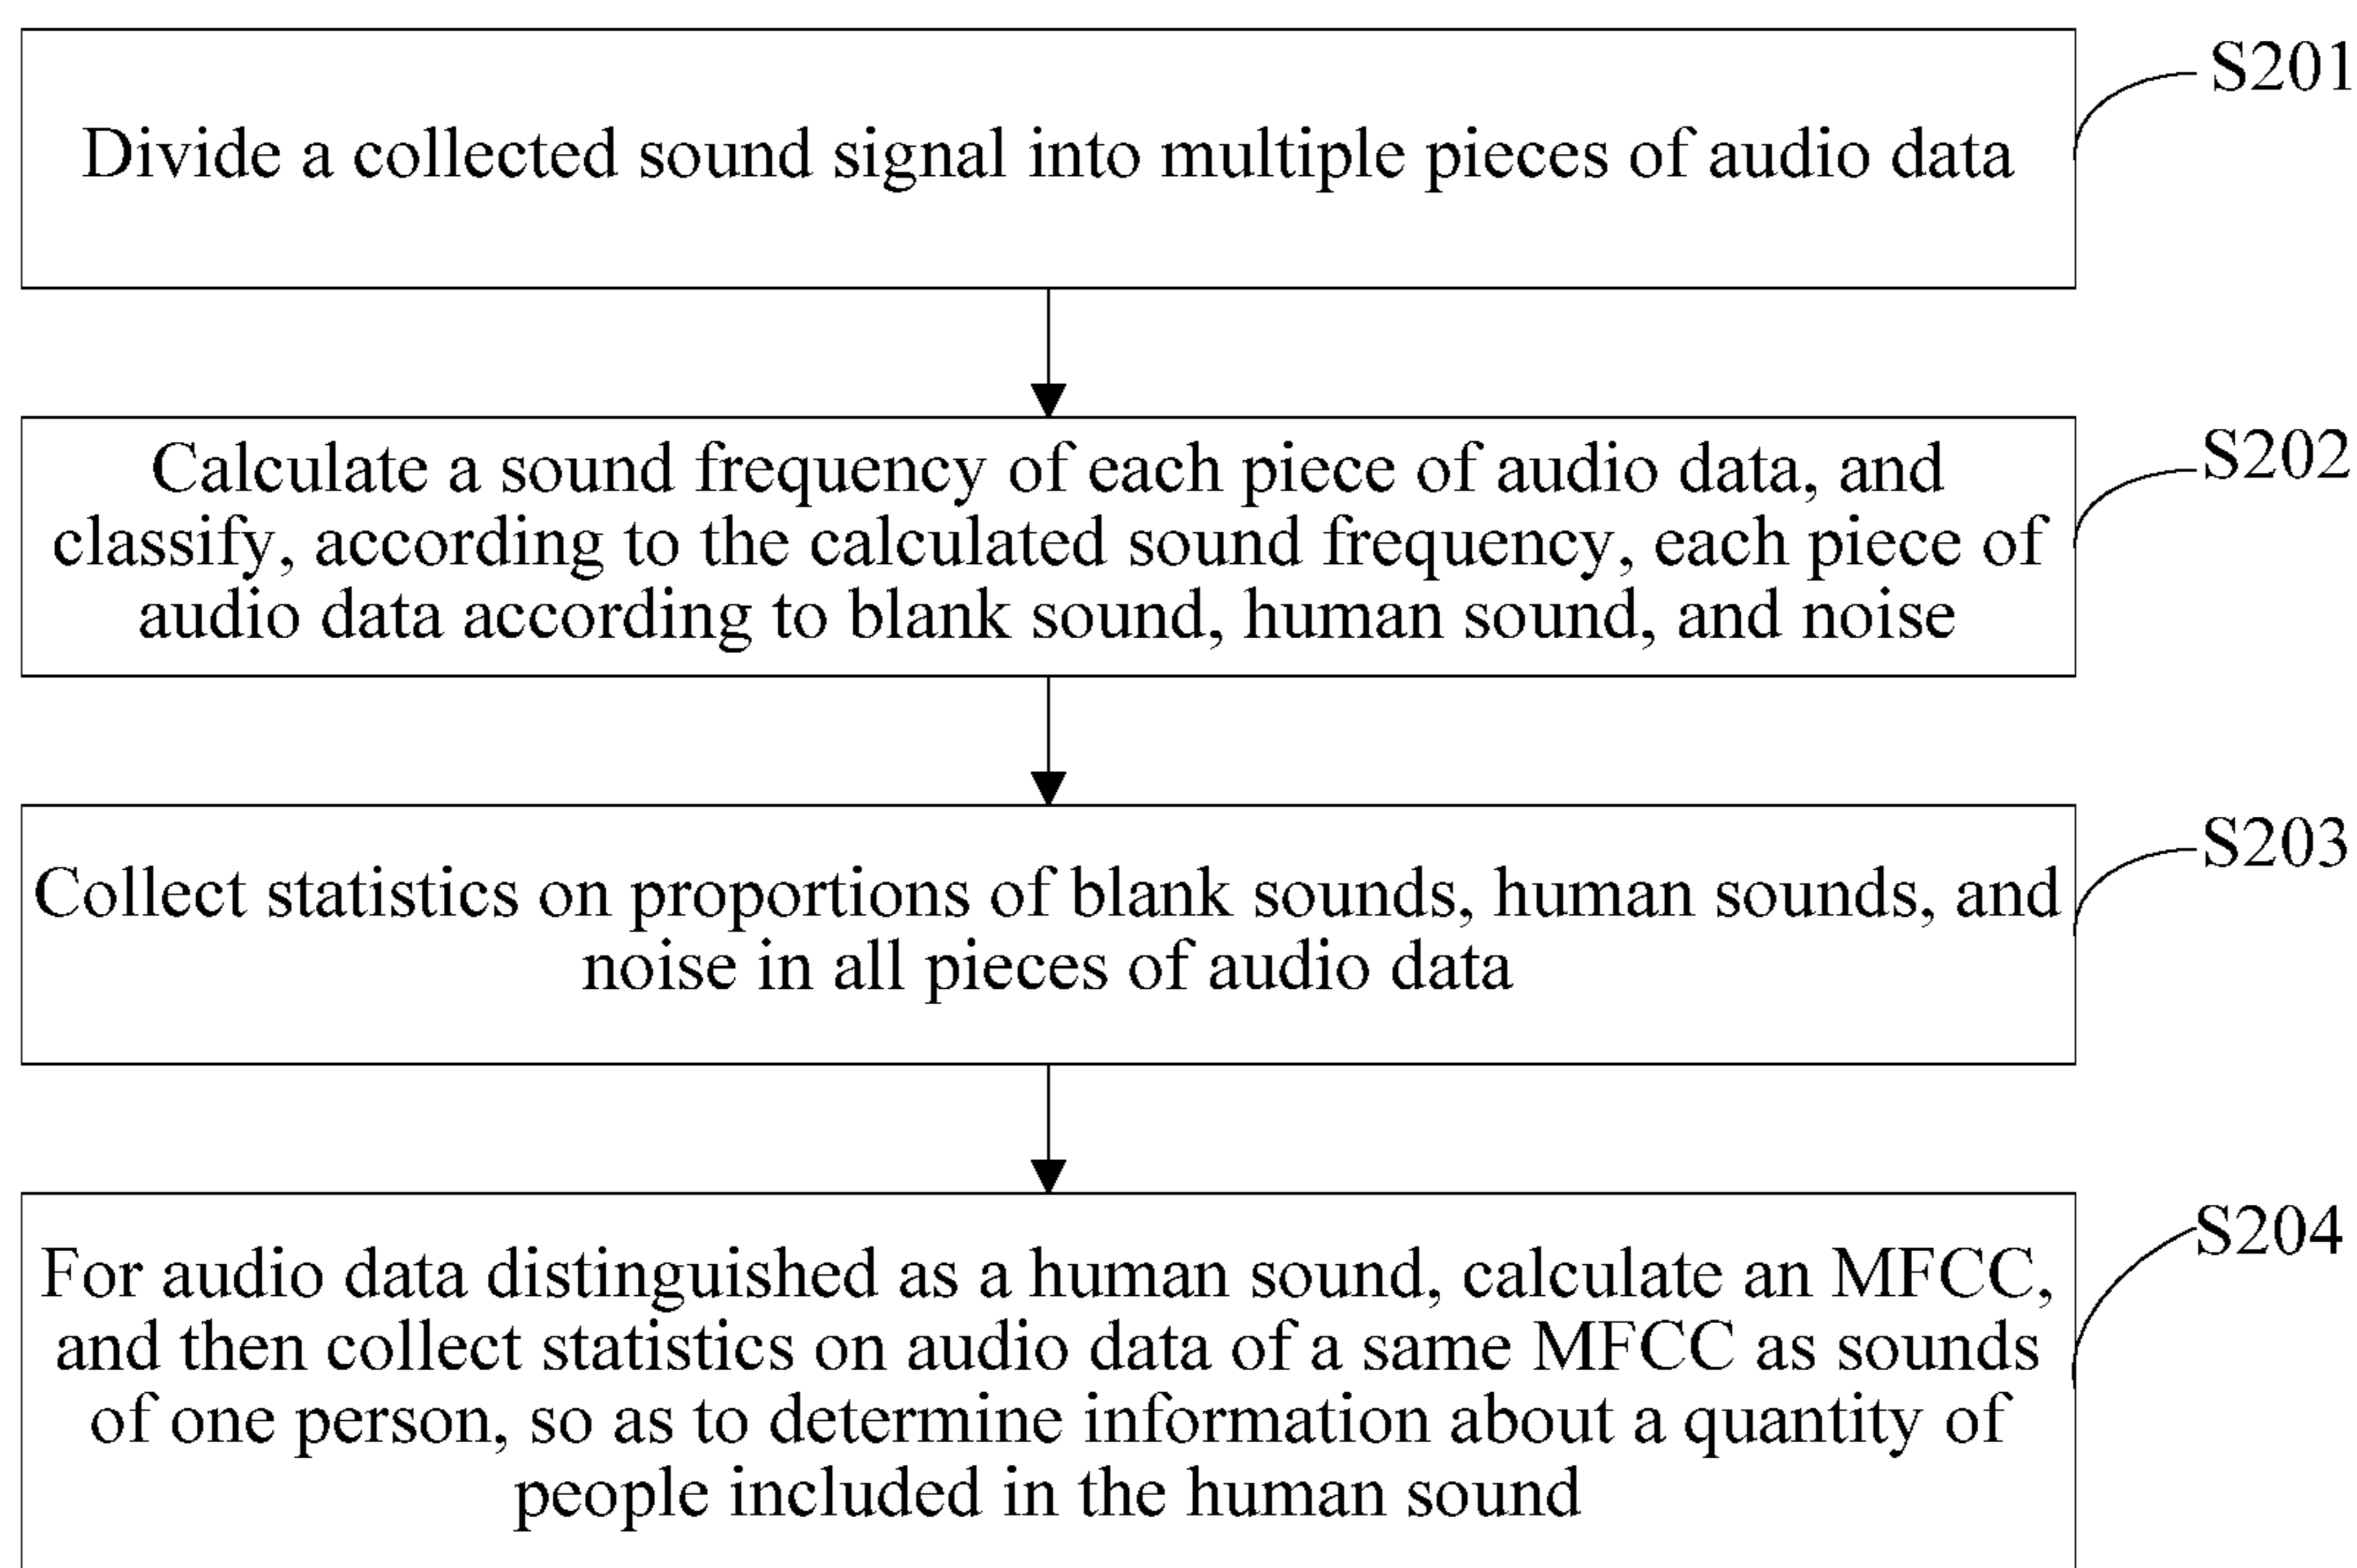 S201
Divide a collected sound signal into multiple pieces of audio data
S202
Calculate a sound frequency of each piece of audio data, and
classify, according to the calculated sound frequency, each piece of
audio data according to blank sound, human sound, and noise
S203
Collect statistics on proportions of blank sounds, human sounds, and
noise in all pieces of audio data
S204
For audio data distinguished as a human sound, calculate an MFCC,
and then collect statistics on audio data of a same MFCC as sounds
of one person, so as to determine information about a quantity of
people included in the human sound